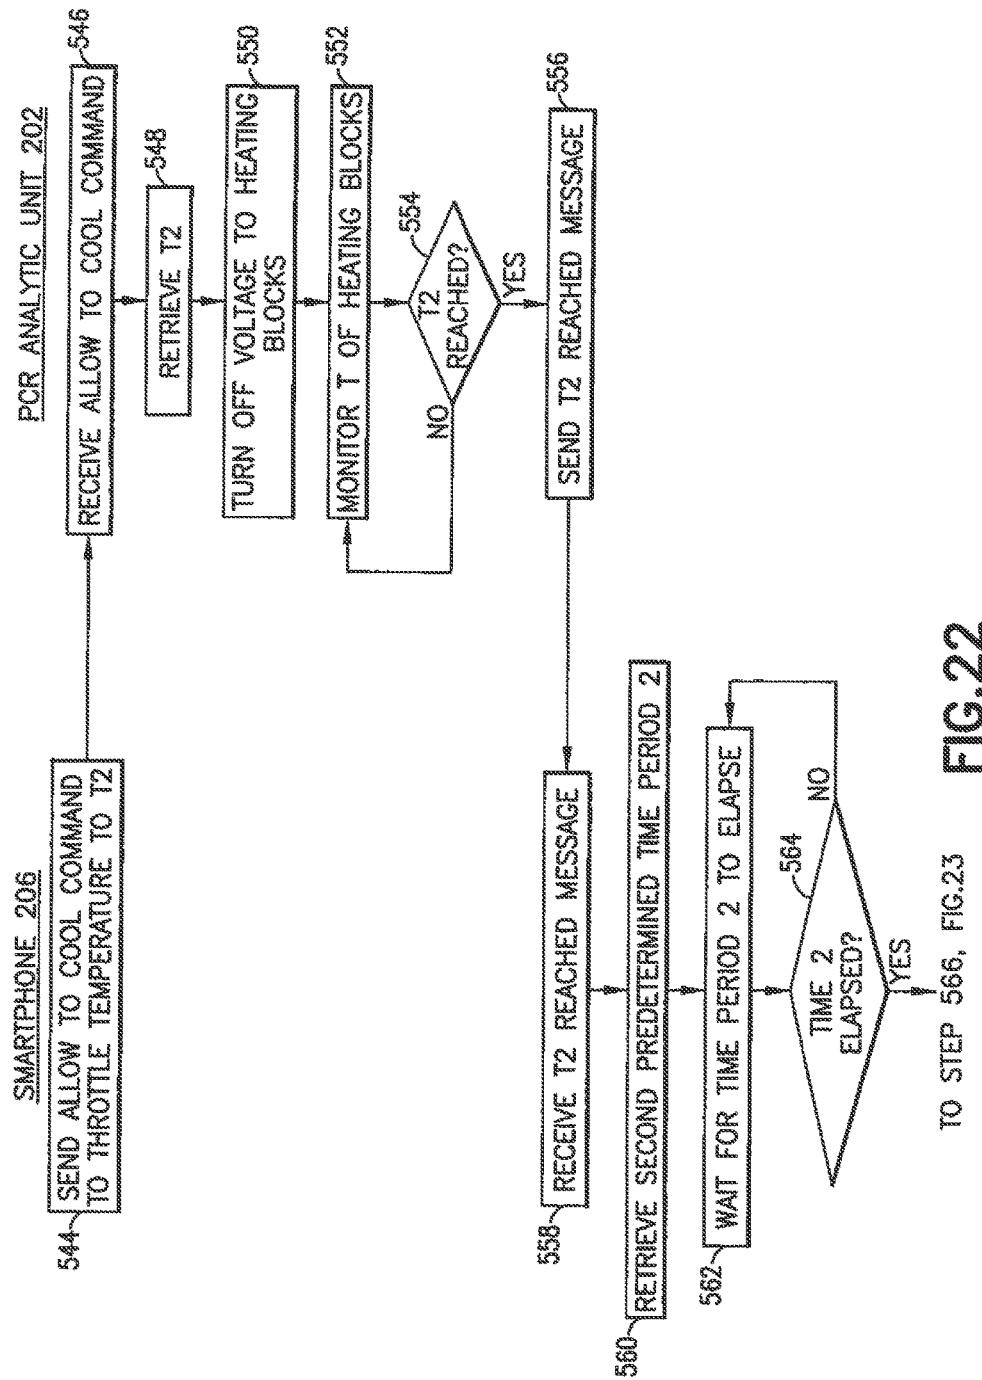 SMARTPHONE 206
544
SEND ALLOW TO COOL COMMAND
TO THROTTLE TEMPERATURE TO T2
PCR ANALYTIC UNIT 202
RECEIVE ALLOW TO COOL COMMAND
546
RETRIEVE T2
548
TURN OFF VOLTAGE TO HEATING
BLOCKS
550
MONITOR T OF HEATING BLOCKS
552
T2
REACHED?
554
NO
YES
SEND T2 REACHED MESSAGE
556
558
RECEIVE T2 REACHED MESSAGE
560
RETRIEVE SECOND PREDETERMINED TIME PERIOD 2
562
WAIT FOR TIME PERIOD 2 TO ELAPSE
TIME 2
ELAPSED?
564
NO
YES
TO STEP 566, FIG.23
FIG.22